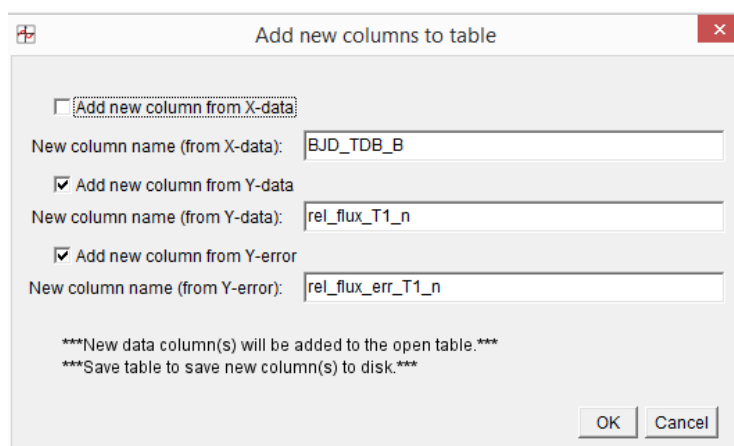 Add new columns to table
Add new column from X-data
New column name (from X-data): BJD_TDB_B
Add new column from Y-data
New column name (from Y-data): rel_flux_T1_n
Add new column from Y-error
New column name (from Y-error): rel_flux_err_T1_n
***New data column(s) will be added to the open table.***
***Save table to save new column(s) to disk.***
OK Cancel